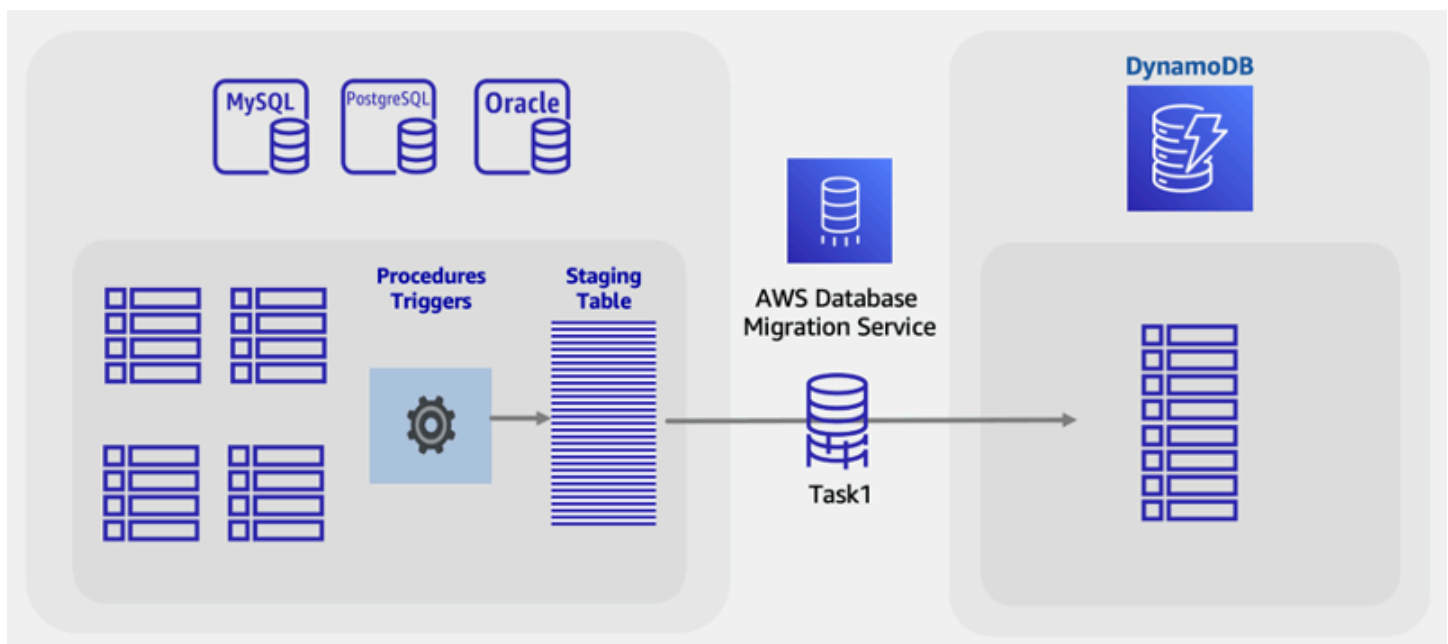 MySQL
PostgreSQL
Oracle
DynamoDB
Procedures
Triggers
Staging
Table
AWS Database
Migration Service
Task1